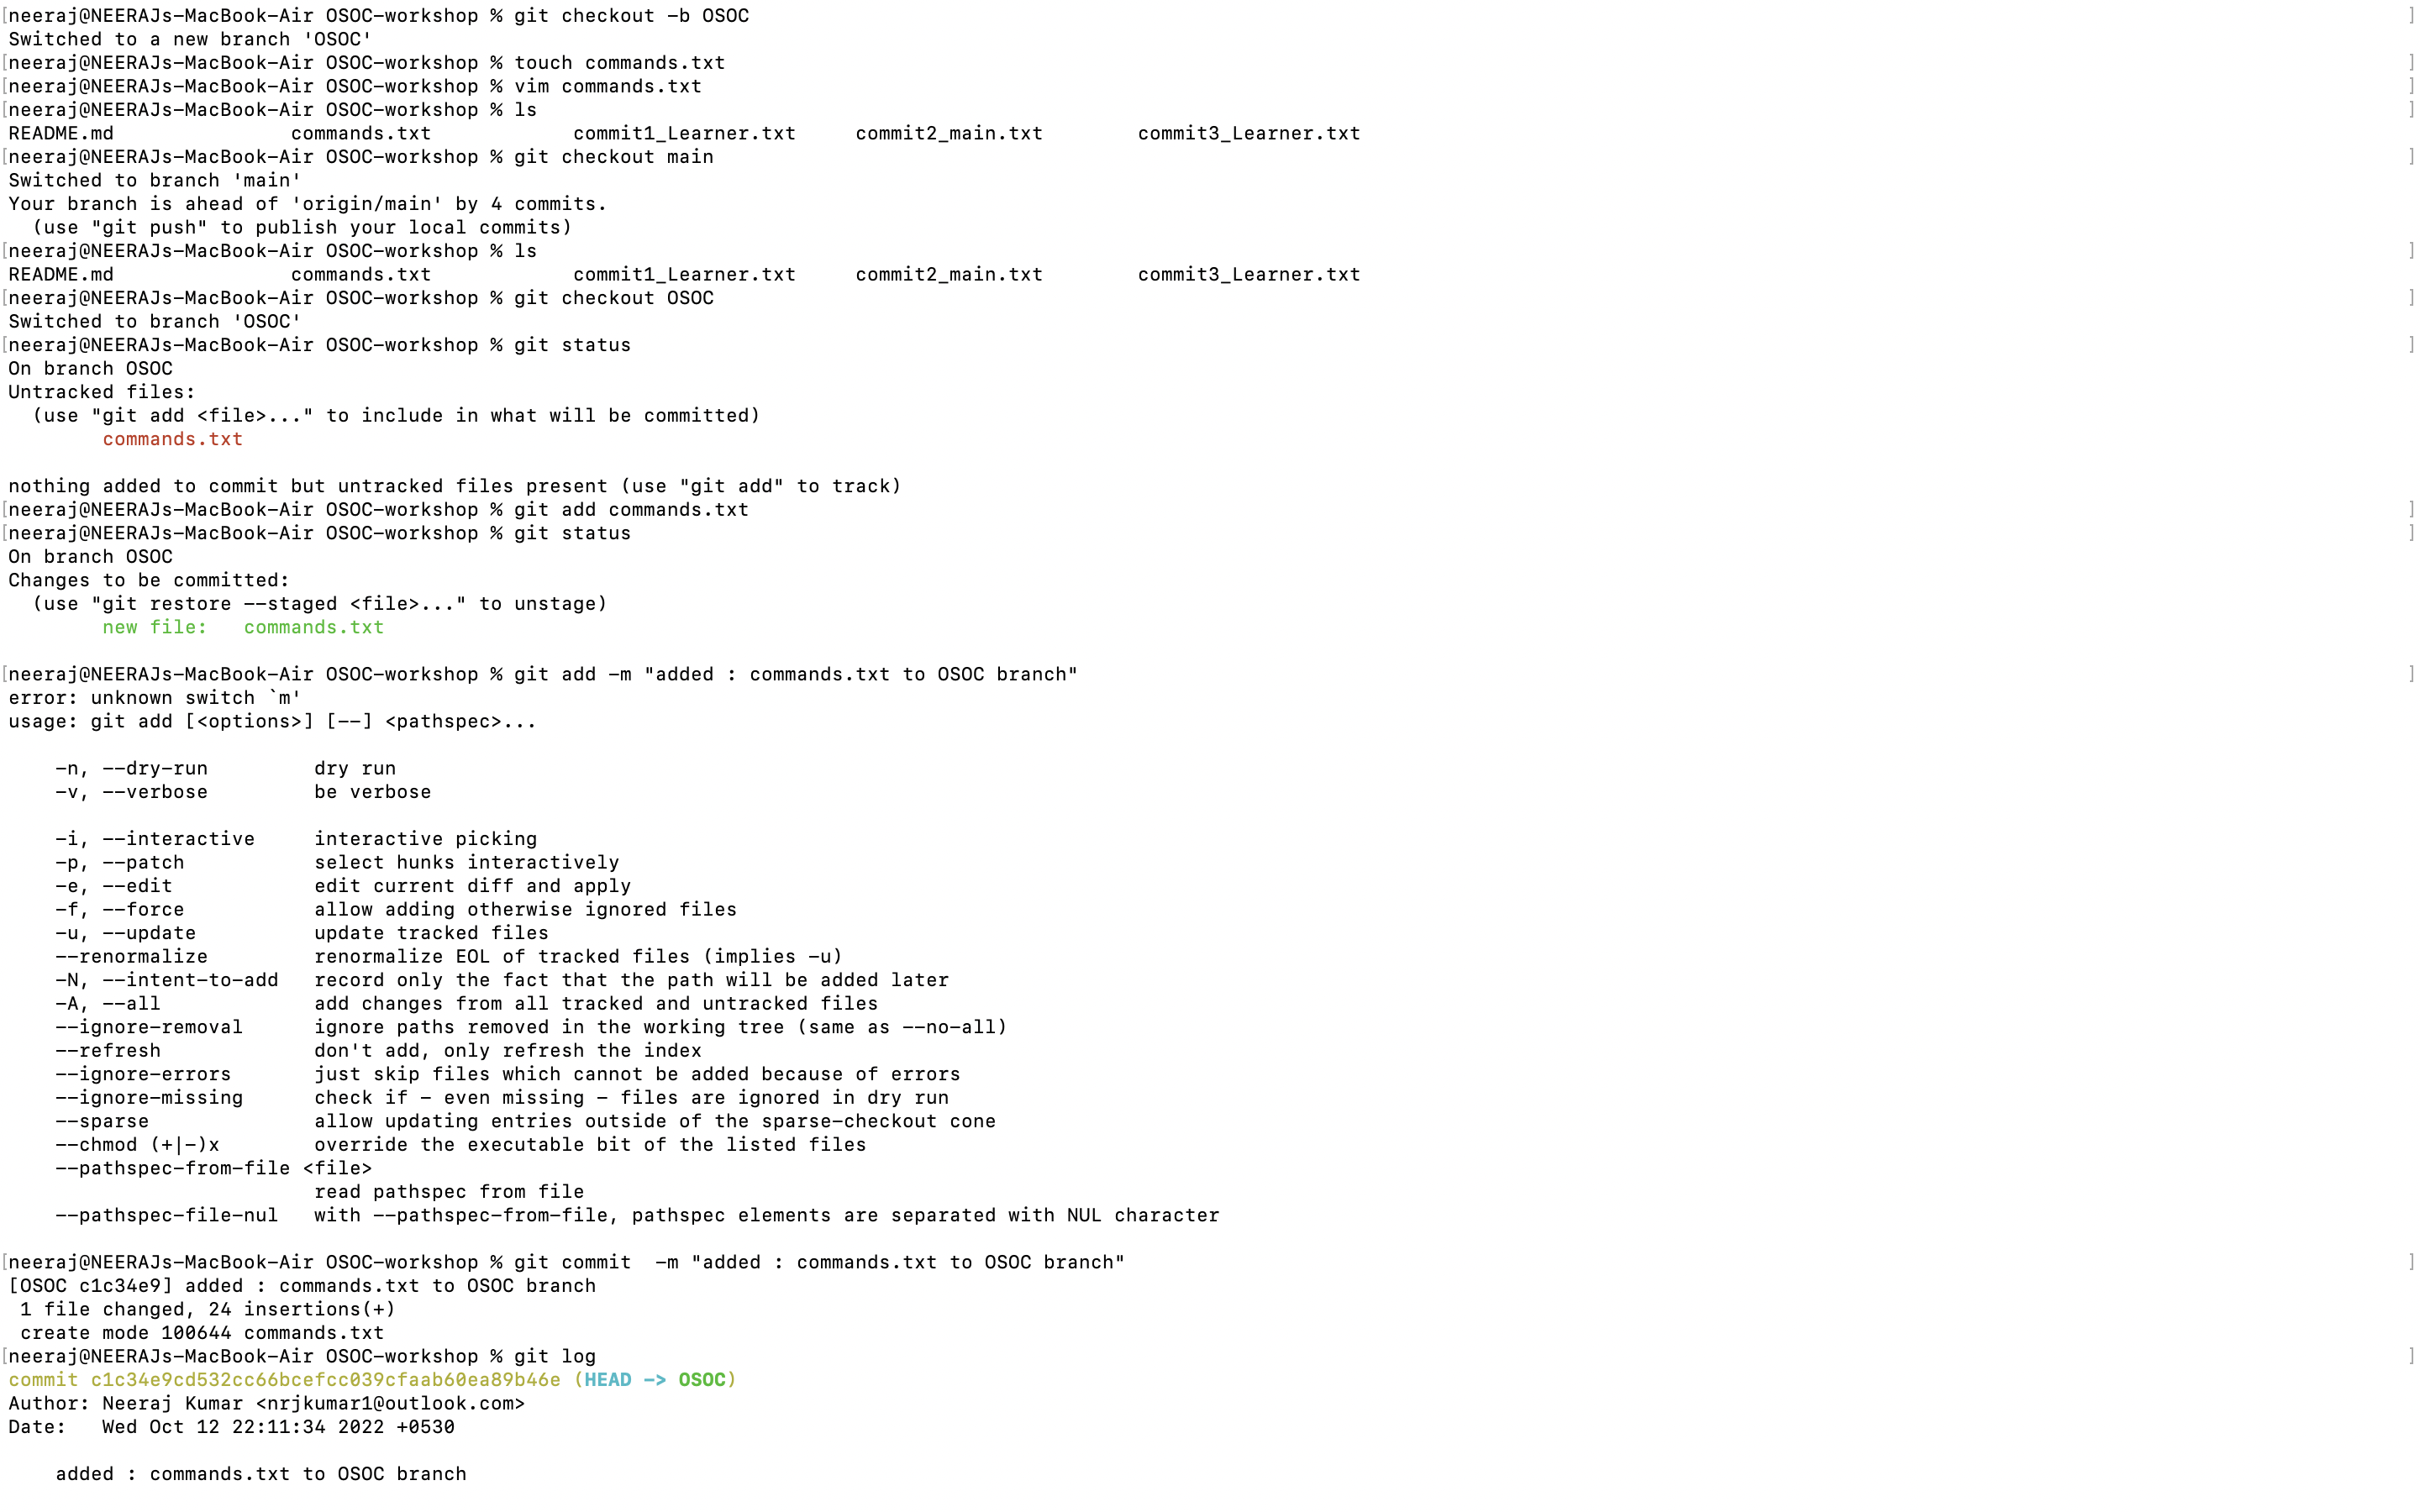 [neeraj@NEERAJs-MacBook-Air OSOC-workshop % git checkout -b OSOC ]
Switched to a new branch 'OSOC'
[neeraj@NEERAJs-MacBook-Air OSOC-workshop % touch commands.txt ]
[neeraj@NEERAJs-MacBook-Air OSOC-workshop % vim commands.txt ]
[neeraj@NEERAJs-MacBook-Air OSOC-workshop % ls ]
README.md               commands.txt            commit1_Learner.txt     commit2_main.txt        commit3_Learner.txt
[neeraj@NEERAJs-MacBook-Air OSOC-workshop % git checkout main ]
Switched to branch 'main'
Your branch is ahead of 'origin/main' by 4 commits.
  (use "git push" to publish your local commits)
[neeraj@NEERAJs-MacBook-Air OSOC-workshop % ls ]
README.md               commands.txt            commit1_Learner.txt     commit2_main.txt        commit3_Learner.txt
[neeraj@NEERAJs-MacBook-Air OSOC-workshop % git checkout OSOC ]
Switched to branch 'OSOC'
[neeraj@NEERAJs-MacBook-Air OSOC-workshop % git status ]
On branch OSOC
Untracked files:
  (use "git add <file>..." to include in what will be committed)
        commands.txt
nothing added to commit but untracked files present (use "git add" to track)
[neeraj@NEERAJs-MacBook-Air OSOC-workshop % git add commands.txt ]
[neeraj@NEERAJs-MacBook-Air OSOC-workshop % git status ]
On branch OSOC
Changes to be committed:
  (use "git restore --staged <file>..." to unstage)
        new file:   commands.txt
[neeraj@NEERAJs-MacBook-Air OSOC-workshop % git add -m "added : commands.txt to OSOC branch" ]
error: unknown switch `m'
usage: git add [<options>] [--] <pathspec>...
    -n, --dry-run         dry run
    -v, --verbose         be verbose
    -i, --interactive     interactive picking
    -p, --patch           select hunks interactively
    -e, --edit            edit current diff and apply
    -f, --force           allow adding otherwise ignored files
    -u, --update          update tracked files
    --renormalize         renormalize EOL of tracked files (implies -u)
    -N, --intent-to-add   record only the fact that the path will be added later
    -A, --all             add changes from all tracked and untracked files
    --ignore-removal      ignore paths removed in the working tree (same as --no-all)
    --refresh             don't add, only refresh the index
    --ignore-errors       just skip files which cannot be added because of errors
    --ignore-missing      check if - even missing - files are ignored in dry run
    --sparse              allow updating entries outside of the sparse-checkout cone
    --chmod (+|-)x        override the executable bit of the listed files
    --pathspec-from-file <file>
                          read pathspec from file
    --pathspec-file-nul   with --pathspec-from-file, pathspec elements are separated with NUL character
[neeraj@NEERAJs-MacBook-Air OSOC-workshop % git commit  -m "added : commands.txt to OSOC branch" ]
[OSOC c1c34e9] added : commands.txt to OSOC branch
 1 file changed, 24 insertions(+)
 create mode 100644 commands.txt
[neeraj@NEERAJs-MacBook-Air OSOC-workshop % git log ]
commit c1c34e9cd532cc66bcefcc039cfaab60ea89b46e (HEAD -> OSOC)
Author: Neeraj Kumar <nrjkumar1@outlook.com>
Date:   Wed Oct 12 22:11:34 2022 +0530
    added : commands.txt to OSOC branch